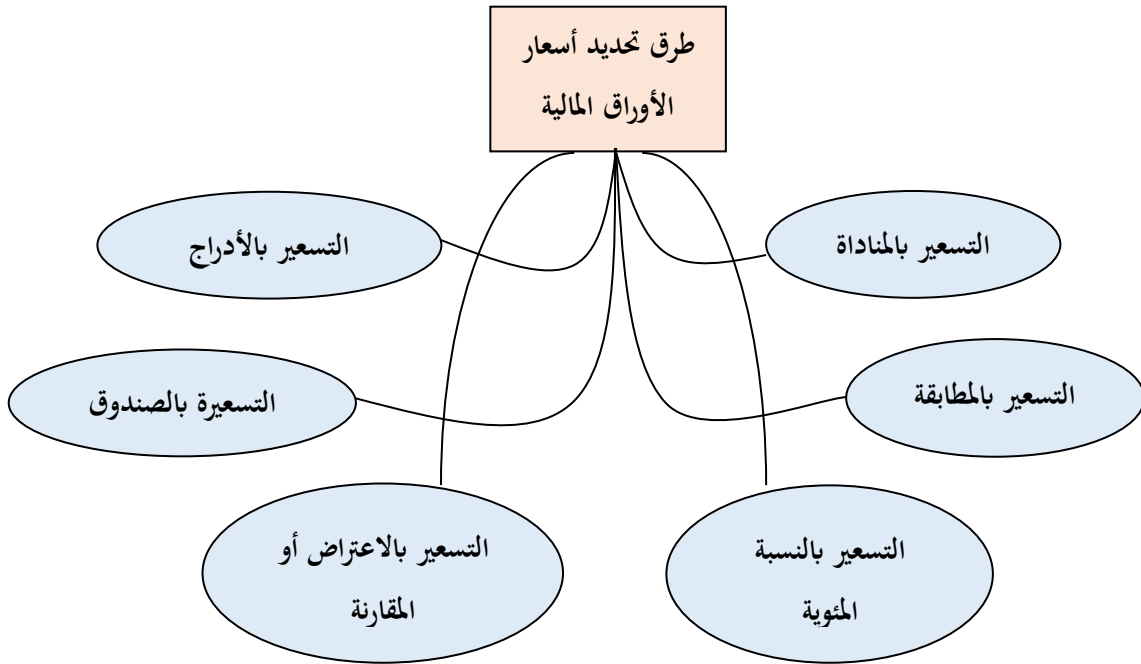 طرق تحديد أسعار
الأوراق المالية
التسعير بالمناداة
التسعير بالأدراج
التسعير بالمطابقة
التسعيرة بالصندوق
التسعير بالنسبة
المئوية
التسعير بالاعتراض أو
المقارنة